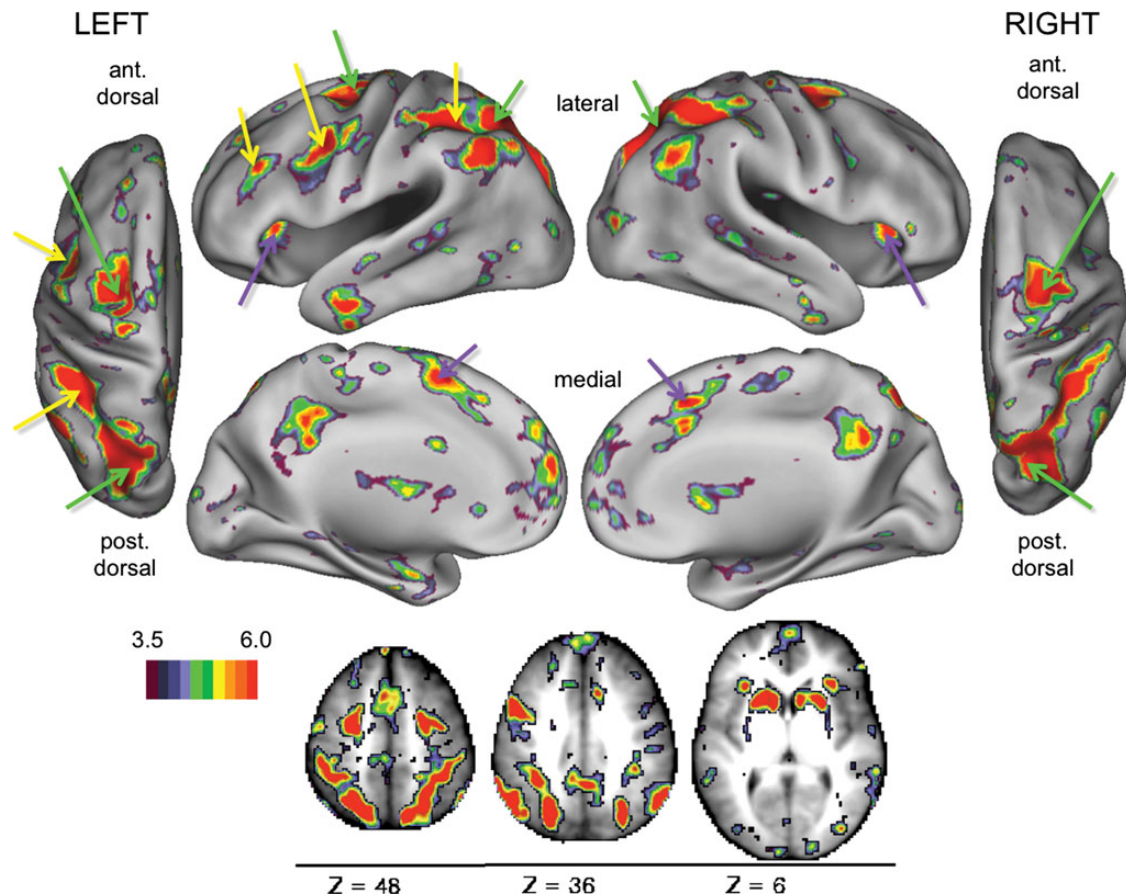 LEFT
RIGHT
ant.
dorsal
lateral
ant.
dorsal
medial
post.
dorsal
post.
dorsal
3.5 6.0
Z = 48 Z = 36 Z = 6